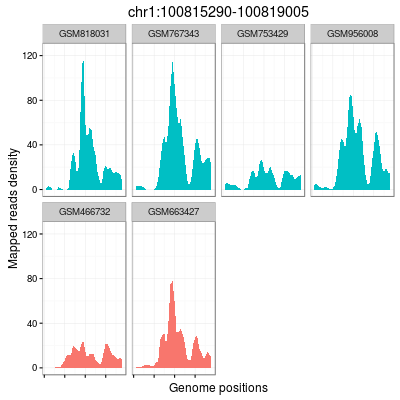 chr1:100815290-100819005
GSM818031 GSM767343 GSM753429 GSM956008
120
80
40
0
GSM466732 GSM663427
120
80
40
0
Mapped reads density
Genome positions